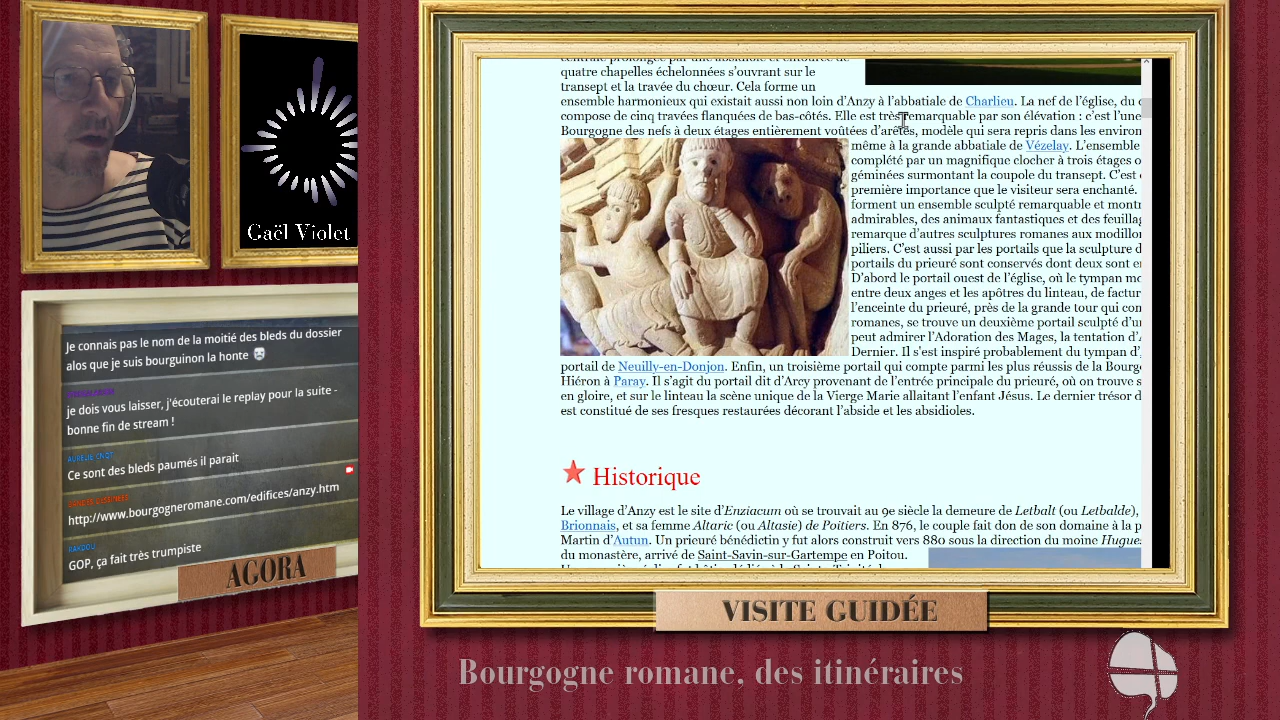 Gaël Violet
Je connais pas le nom de la moitié des bleds du dossier
alos que je suis bourguinon la honte
je dois vous laisser, j'écouterai le replay pour la suite -
bonne fin de stream !
Ce sont des bleds paumés il parait
http://www.bourgogneromane.com/edifices/anzy.htm
GOP, ça fait très trumpiste
AGORA
centrale prolongée par une absidiole et entourée de
quatre chapelles échelonnées s'ouvrant sur le
transept et la travée du chœur. Cela forme un
ensemble harmonieux qui existait aussi non loin d'Anzy à l'abbatiale de Charlieu. La nef de l'église, du
compose de cinq travées flanquées de bas-côtés. Elle est très remarquable par son élévation : c'est l'une
Bourgogne des nefs à deux étages entièrement voûtées d'arêtes, modèle qui sera repris dans les environ
même à la grande abbatiale de Vézelay. L'ensemble
complété par un magnifique clocher à trois étages
géminées surmontant la coupole du transept. C'est
première importance que le visiteur sera enchanté.
forment un ensemble sculpté remarquable et mont
admirables, des animaux fantastiques et des feuilla
remarque d'autres sculptures romanes aux modillon
piliers. C'est aussi par les portails que la sculpture
portails du prieuré sont conservés dont deux sont
D'abord le portail ouest de l'église, où le tympan
entre deux anges et les apôtres du linteau, de factur
l'enceinte du prieuré, près de la grande tour qui
romanes, se trouve un deuxième portail sculpté
peut admirer l'Adoration des Mages, la tentation
Dernier. Il s'est inspiré probablement du tympan
portail de Neuilly-en-Donjon. Enfin, un troisième portail qui compte parmi les plus réussis de la Bourg
Hiéron à Paray. Il s'agit du portail dit d'Arcy provenant de l'entrée principale du prieuré, où on trouve
en gloire, et sur le linteau la scène unique de la Vierge Marie allaitant l'enfant Jésus. Le dernier trésor
est constitué de ses fresques restaurées décorant l'abside et les absidioles.
Historique
Le village d'Anzy est le site d'Enziacum où se trouvait au 9e siècle la demeure de Letbalt (ou Letbalde),
Brionnais, et sa femme Altaric (ou Altasie) de Poitiers. En 876, le couple fait don de son domaine à la
Martin d'Autun. Un prieuré bénédictin y fut alors construit vers 880 sous la direction du moine Hugues
du monastère, arrivé de Saint-Savin-sur-Gartempe en Poitou.
VISITE GUIDÉE
Bourgogne romane, des itinéraires